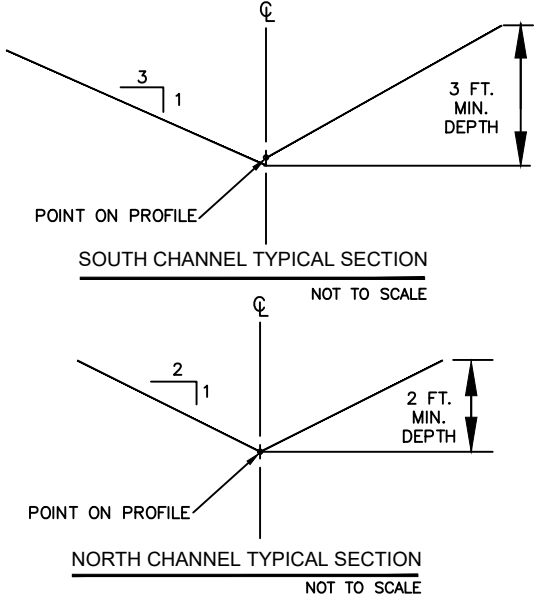 ℄
3
1
3 FT.
MIN.
DEPTH
POINT ON PROFILE
SOUTH CHANNEL TYPICAL SECTION
NOT TO SCALE
℄
2
1
2 FT.
MIN.
DEPTH
POINT ON PROFILE
NORTH CHANNEL TYPICAL SECTION
NOT TO SCALE